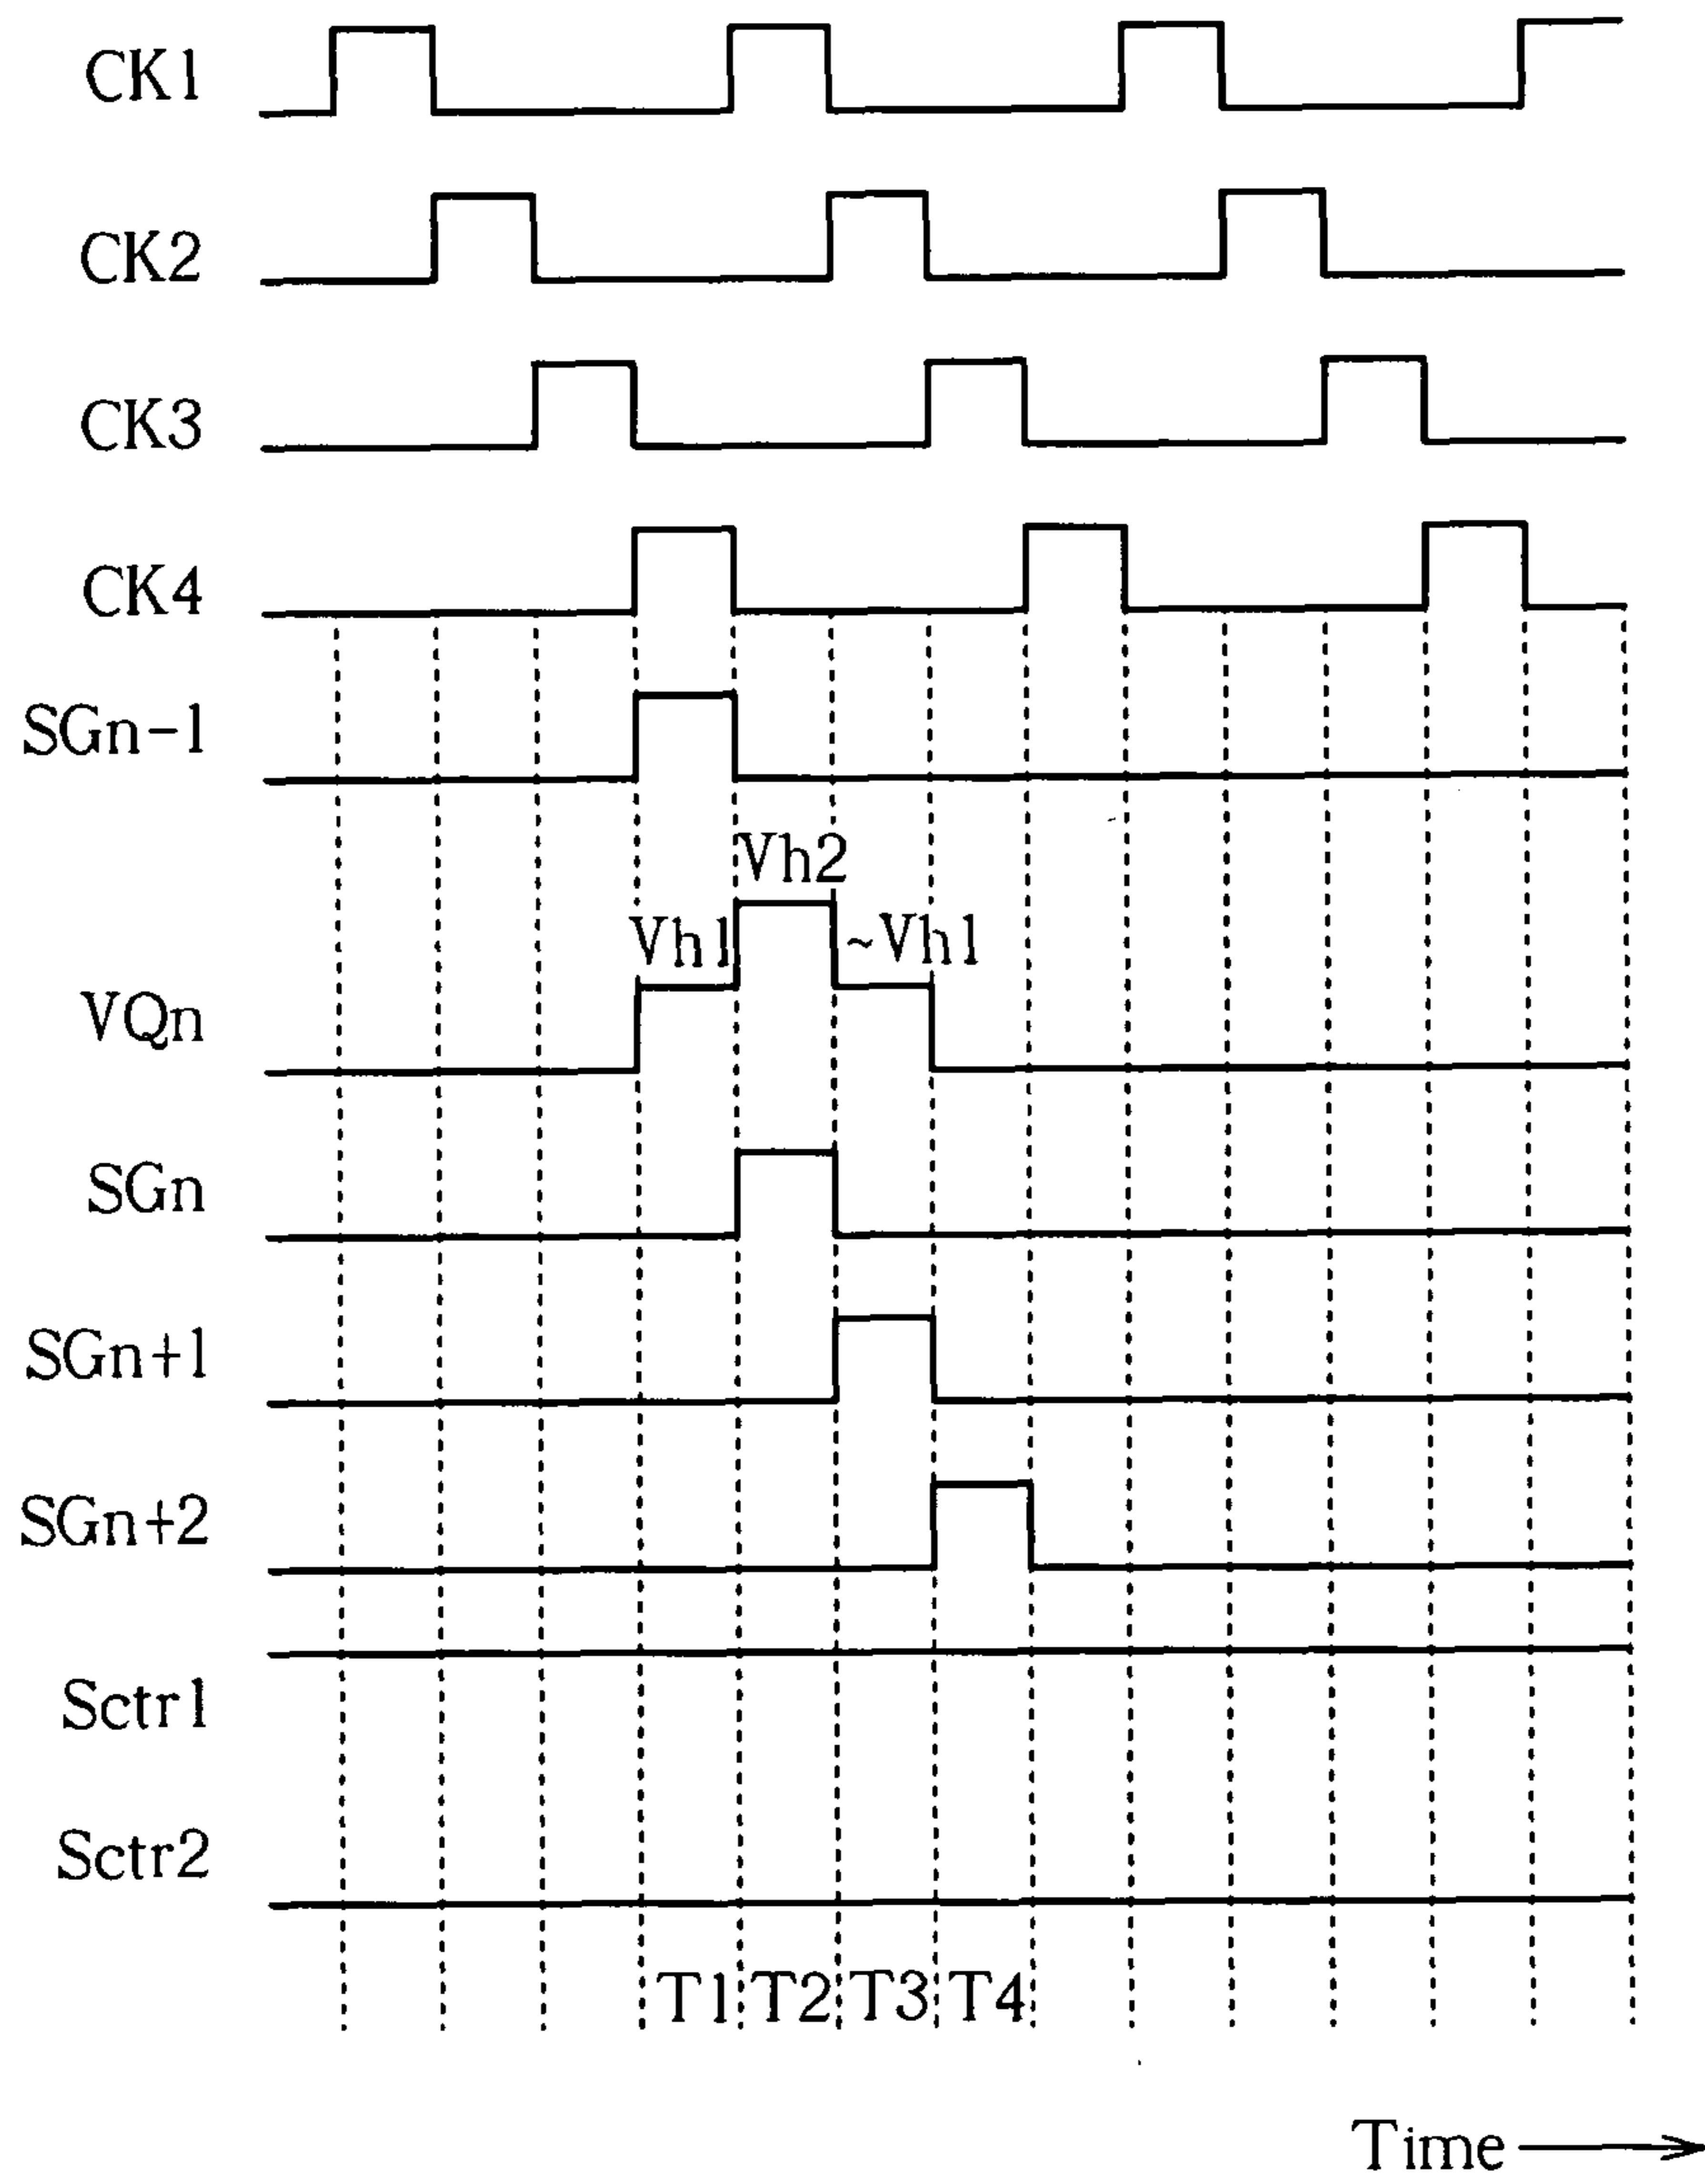 CK1
CK2
CK3
CK4
SGn-1
Vh2
Vh1
~Vh1
VQn
SGn
SGn+1
SGn+2
Sctr1
Sctr2
T1 T2 T3 T4
Time